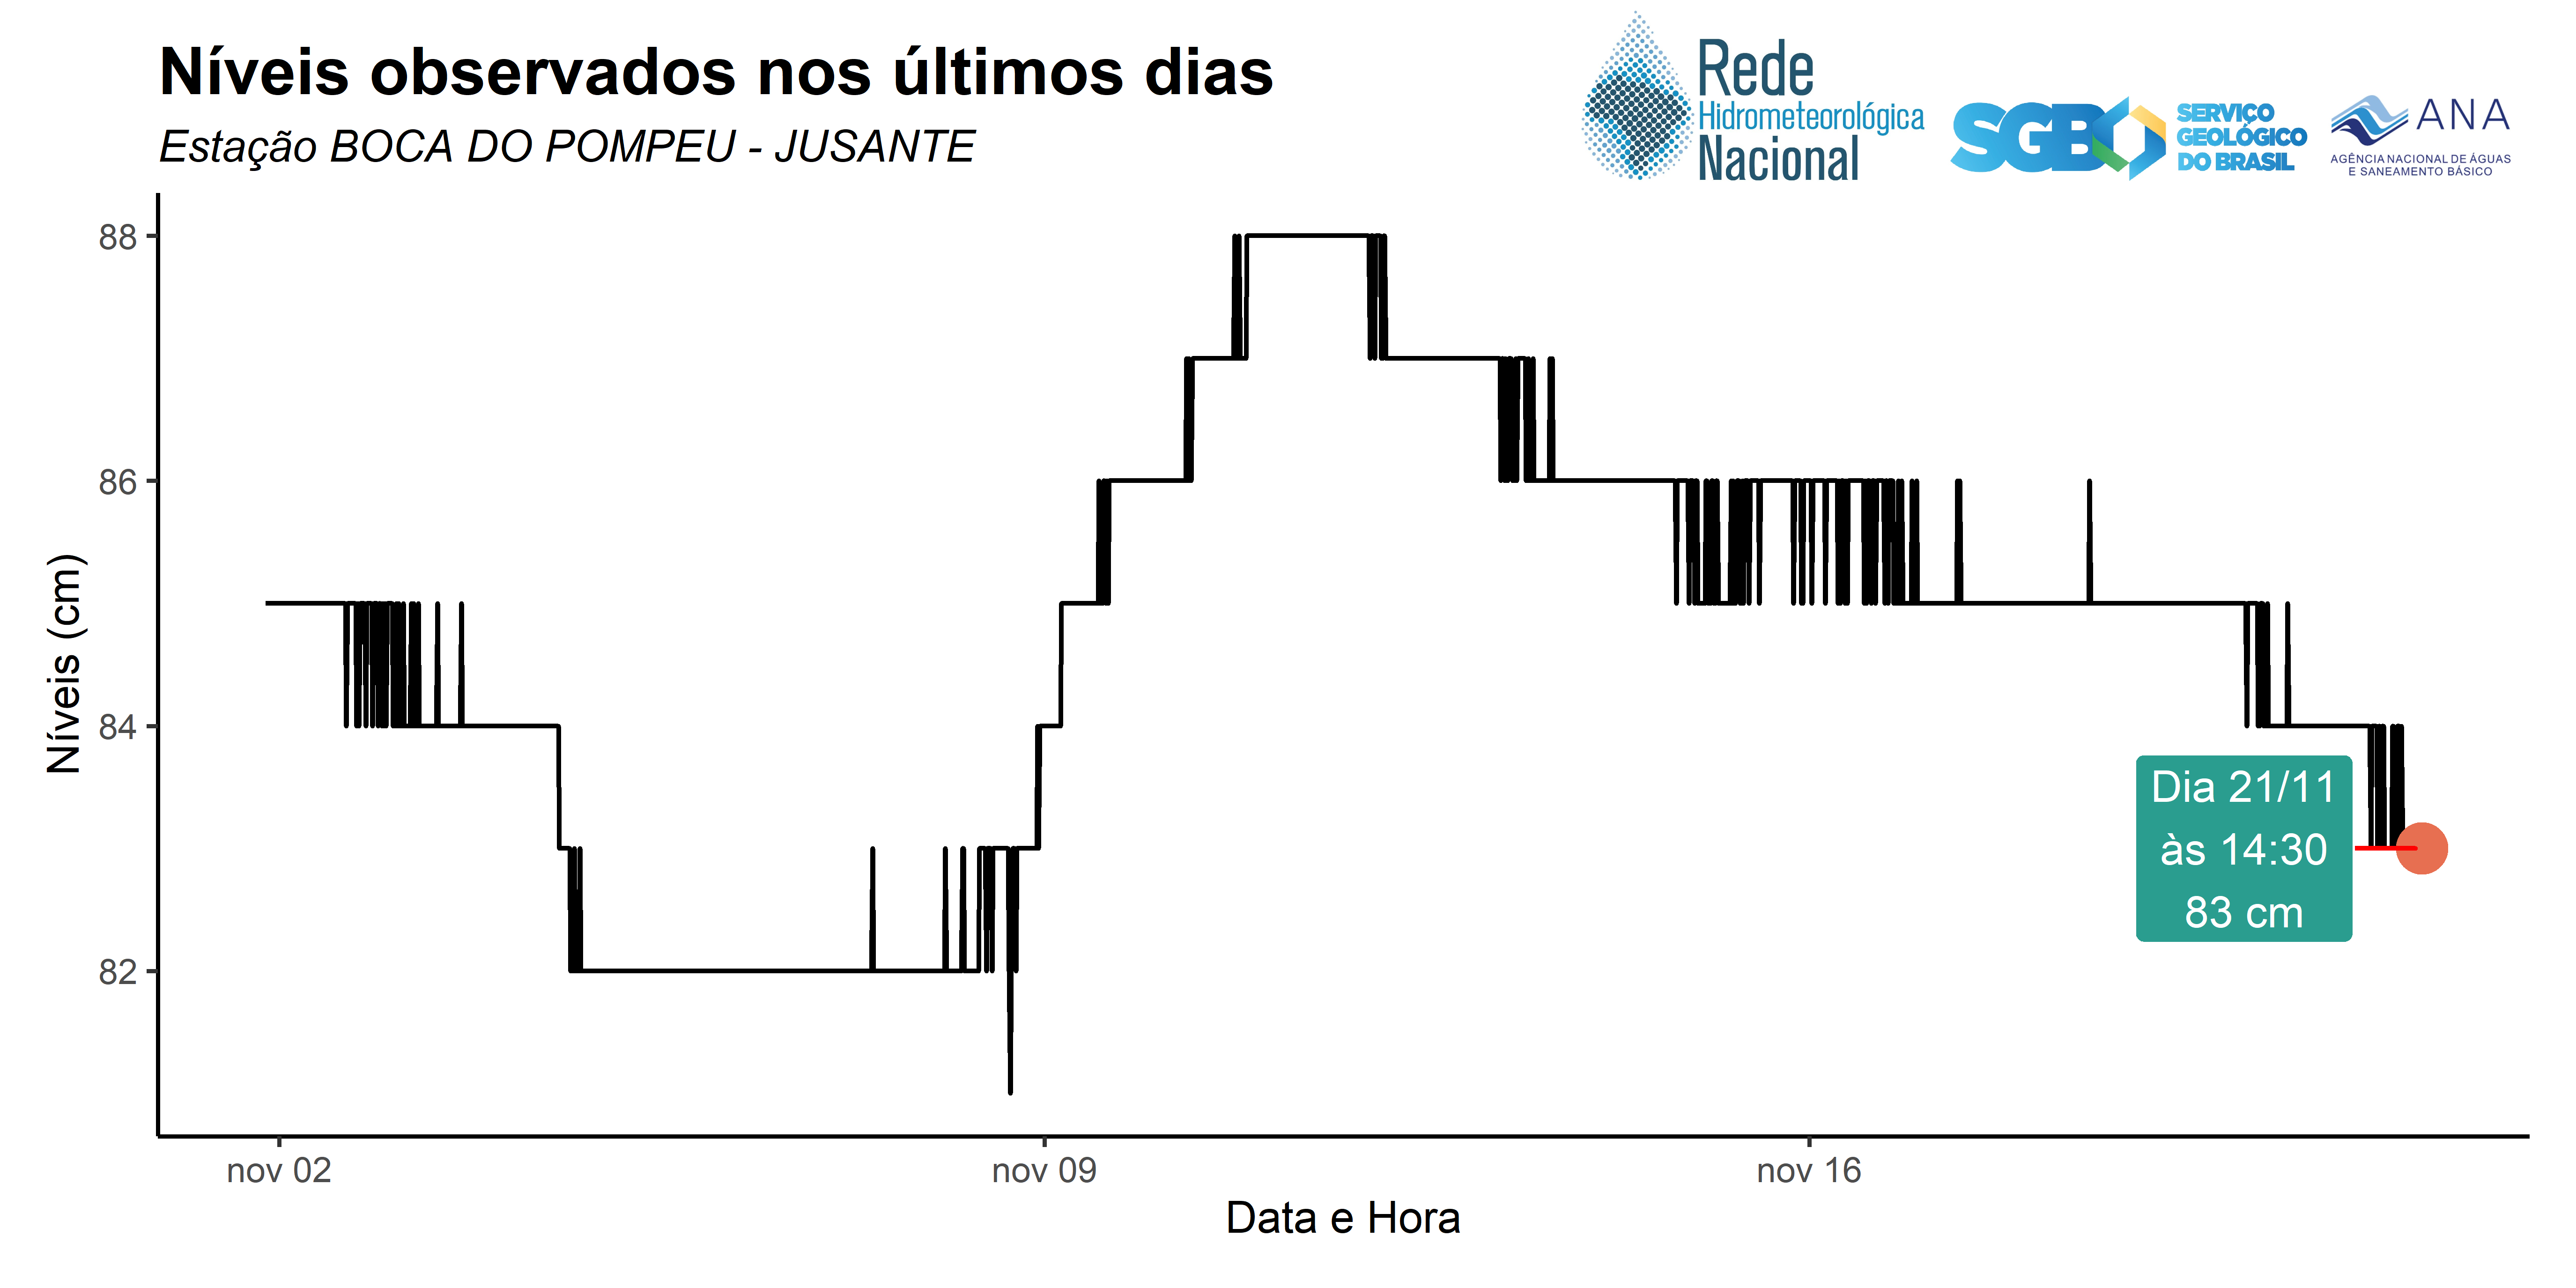 Níveis observados nos últimos dias
Estação BOCA DO POMPEU - JUSANTE
Rede
Hidrometeorológica
Nacional
SGB
SERVIÇO
GEOLÓGICO
DO BRASIL
ANA
AGÊNCIA NACIONAL DE ÁGUAS
E SANEAMENTO BÁSICO
Níveis (cm)
88
86
84
82
Dia 21/11
às 14:30
83 cm
nov 02
nov 09
nov 16
Data e Hora